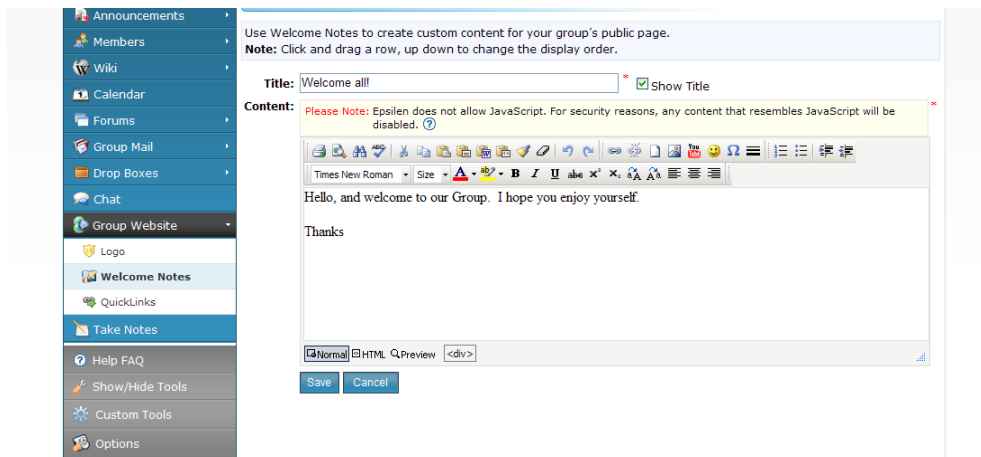 Announcements
Members
Wiki
Calendar
Forums
Group Mail
Drop Boxes
Chat
Group Website
Logo
Welcome Notes
QuickLinks
Take Notes
Help FAQ
Show/Hide Tools
Custom Tools
Options
Use Welcome Notes to create custom content for your group's public page.
Note: Click and drag a row, up down to change the display order.
Title: Welcome all! * Show Title
Content: Please Note: Epsilen does not allow JavaScript. For security reasons, any content that resembles JavaScript will be *
disabled. ?
Times New Roman Size A ab B I U abc x² x₂
Hello, and welcome to our Group. I hope you enjoy yourself.
Thanks
Normal HTML Preview <div>
Save Cancel